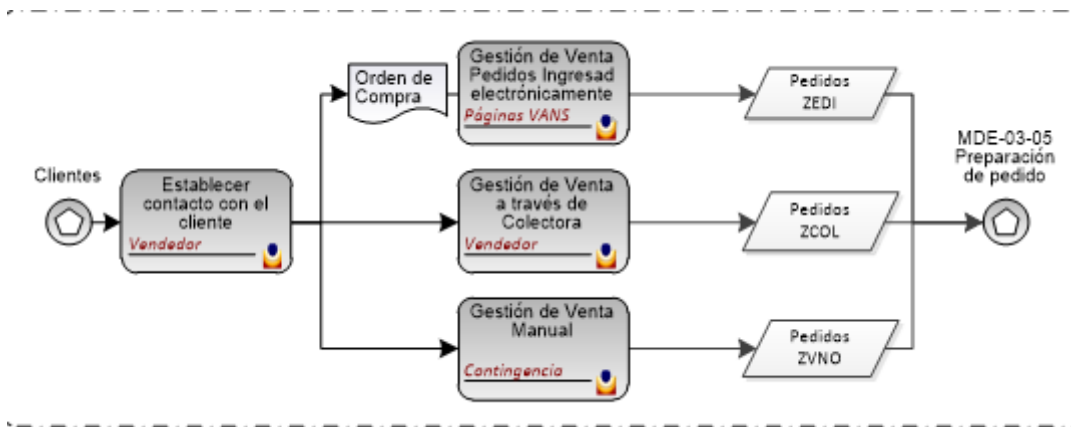 Clientes
Establecer
contacto con el
cliente
Vendedor
Orden de
Compra
Gestión de Venta
Pedidos Ingresad
electrónicamente
Páginas VANS
Pedidos
ZEDI
Gestión de Venta
a través de
Colectora
Vendedor
Pedidos
ZCOL
Gestión de Venta
Manual
Contingencia
Pedidos
ZVNO
MDE-03-05
Preparación
de pedido